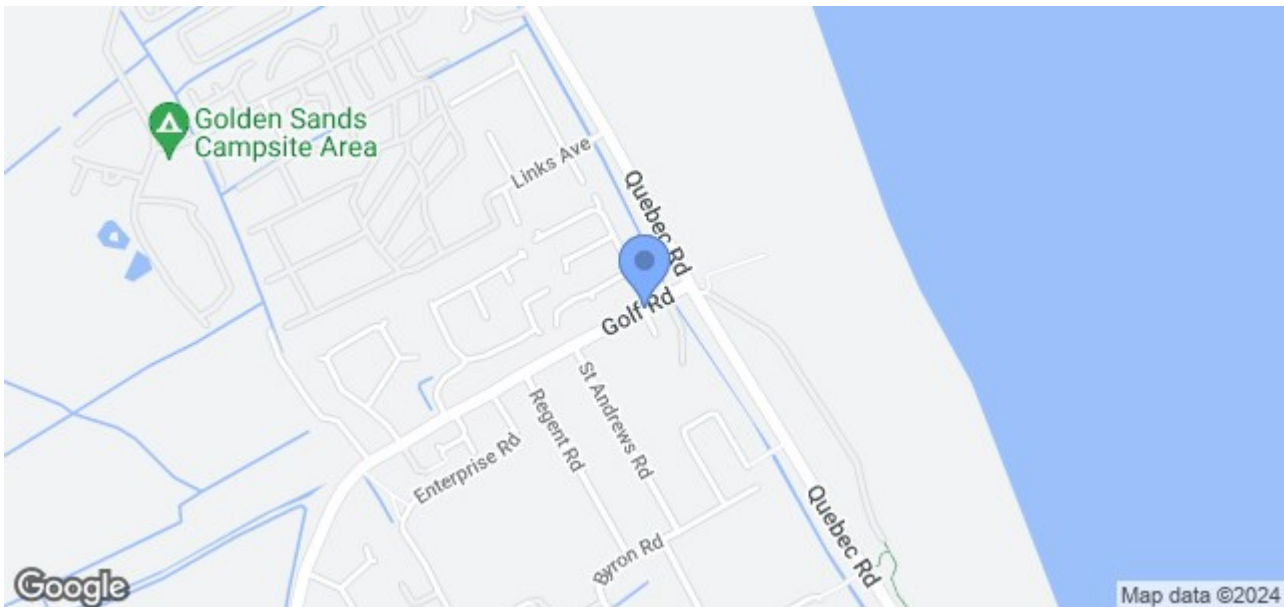 Golden Sands
Campsite Area
Links Ave
Quebec Rd
Golf Rd
St Andrews Rd
Regent Rd
Enterprise Rd
Quebec Rd
Byron Rd
Google
Map data ©2024